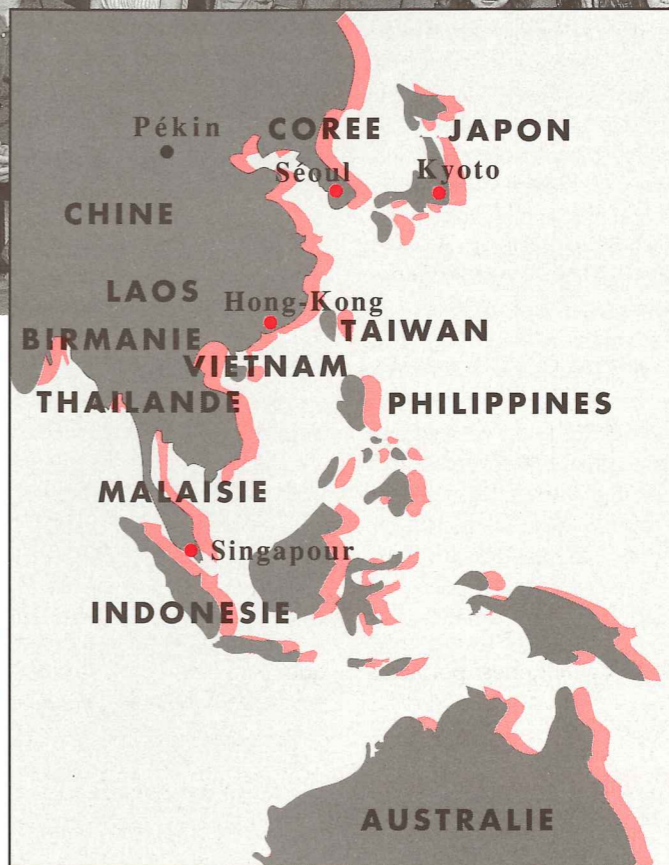 Pékin
COREE
JAPON
Séoul
Kyoto
CHINE
LAOS
Hong-Kong
BIRMANIE
TAIWAN
VIETNAM
THAILANDE
PHILIPPINES
MALAISIE
Singapour
INDONESIE
AUSTRALIE